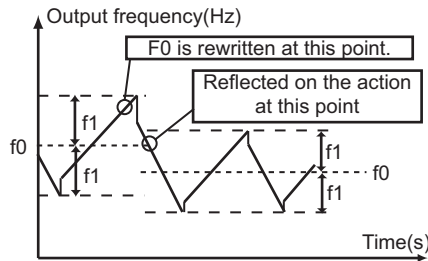 Output frequency(Hz)
F0 is rewritten at this point.
Reflected on the action
at this point
f1
f0
f1
f1
f0
f1
Time(s)